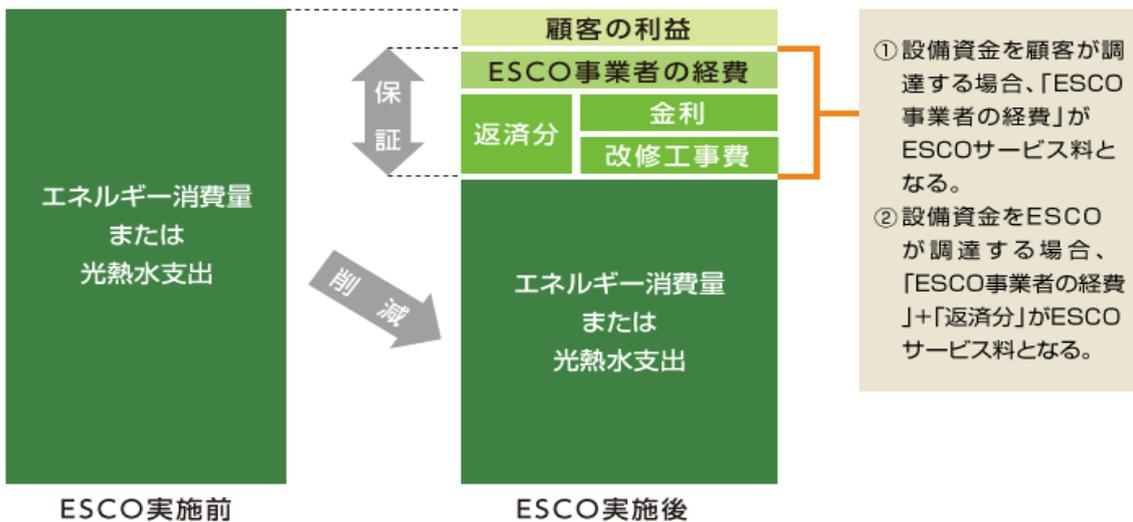 エネルギー消費量
または
光熱水支出
ESCO実施前
保
証
削減
顧客の利益
ESCO事業者の経費
返済分
金利
改修工事費
エネルギー消費量
または
光熱水支出
ESCO実施後
①設備資金を顧客が調
達する場合、「ESCO
事業者の経費」が
ESCOサービス料と
なる。
②設備資金をESCO
が調達する場合、
「ESCO事業者の経費
」+「返済分」がESCO
サービス料となる。